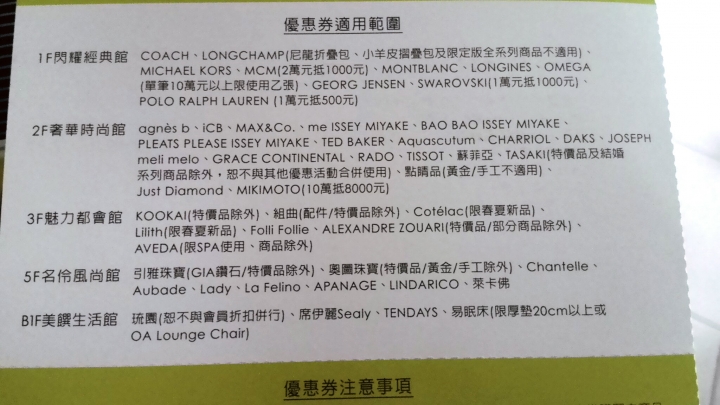 優惠券適用範圍
1F閃耀經典館 COACH、LONGCHAMP(尼龍折疊包、小羊皮摺疊包及限定版全系列商品不適用)、
MICHAEL KORS、MCM(2萬元抵1000元)、MONTBLANC、LONGINES、OMEGA
(單筆10萬元以上限使用乙張)、GEORG JENSEN、SWAROVSKI(1萬元抵1000元)、
POLO RALPH LAUREN (1萬元抵500元)
2F奢華時尚館 agnès b、iCB、MAX&Co.、me ISSEY MIYAKE、BAO BAO ISSEY MIYAKE、
PLEATS PLEASE ISSEY MIYAKE、TED BAKER、Aquascutum、CHARRIOL、DAKS、JOSEPH
meli melo、GRACE CONTINENTAL、RADO、TISSOT、蘇菲亞、TASAKI(特價品及結婚
系列商品除外，恕不與其他優惠活動合併使用)、點睛品(黃金/手工不適用)、
Just Diamond、MIKIMOTO(10萬抵8000元)
3F魅力都會館 KOOKAI(特價品除外)、組曲(配件/特價品除外)、Cotélac(限春夏新品)、
Lilith(限春夏新品)、Folli Follie、ALEXANDRE ZOUARI(特價品/部分商品除外)、
AVEDA(限SPA使用、商品除外)
5F名伶風尚館 引雅珠寶(GIA鑽石/特價品除外)、奧圖珠寶(特價品/黃金/手工除外)、Chantelle、
Aubade、Lady、La Felino、APANAGE、LINDARICO、萊卡佛
B1F美饌生活館 琉園(恕不與會員折扣併行)、席伊麗Sealy、TENDAYS、易眠床(限厚墊20cm以上或
OA Lounge Chair)
優惠券注意事項